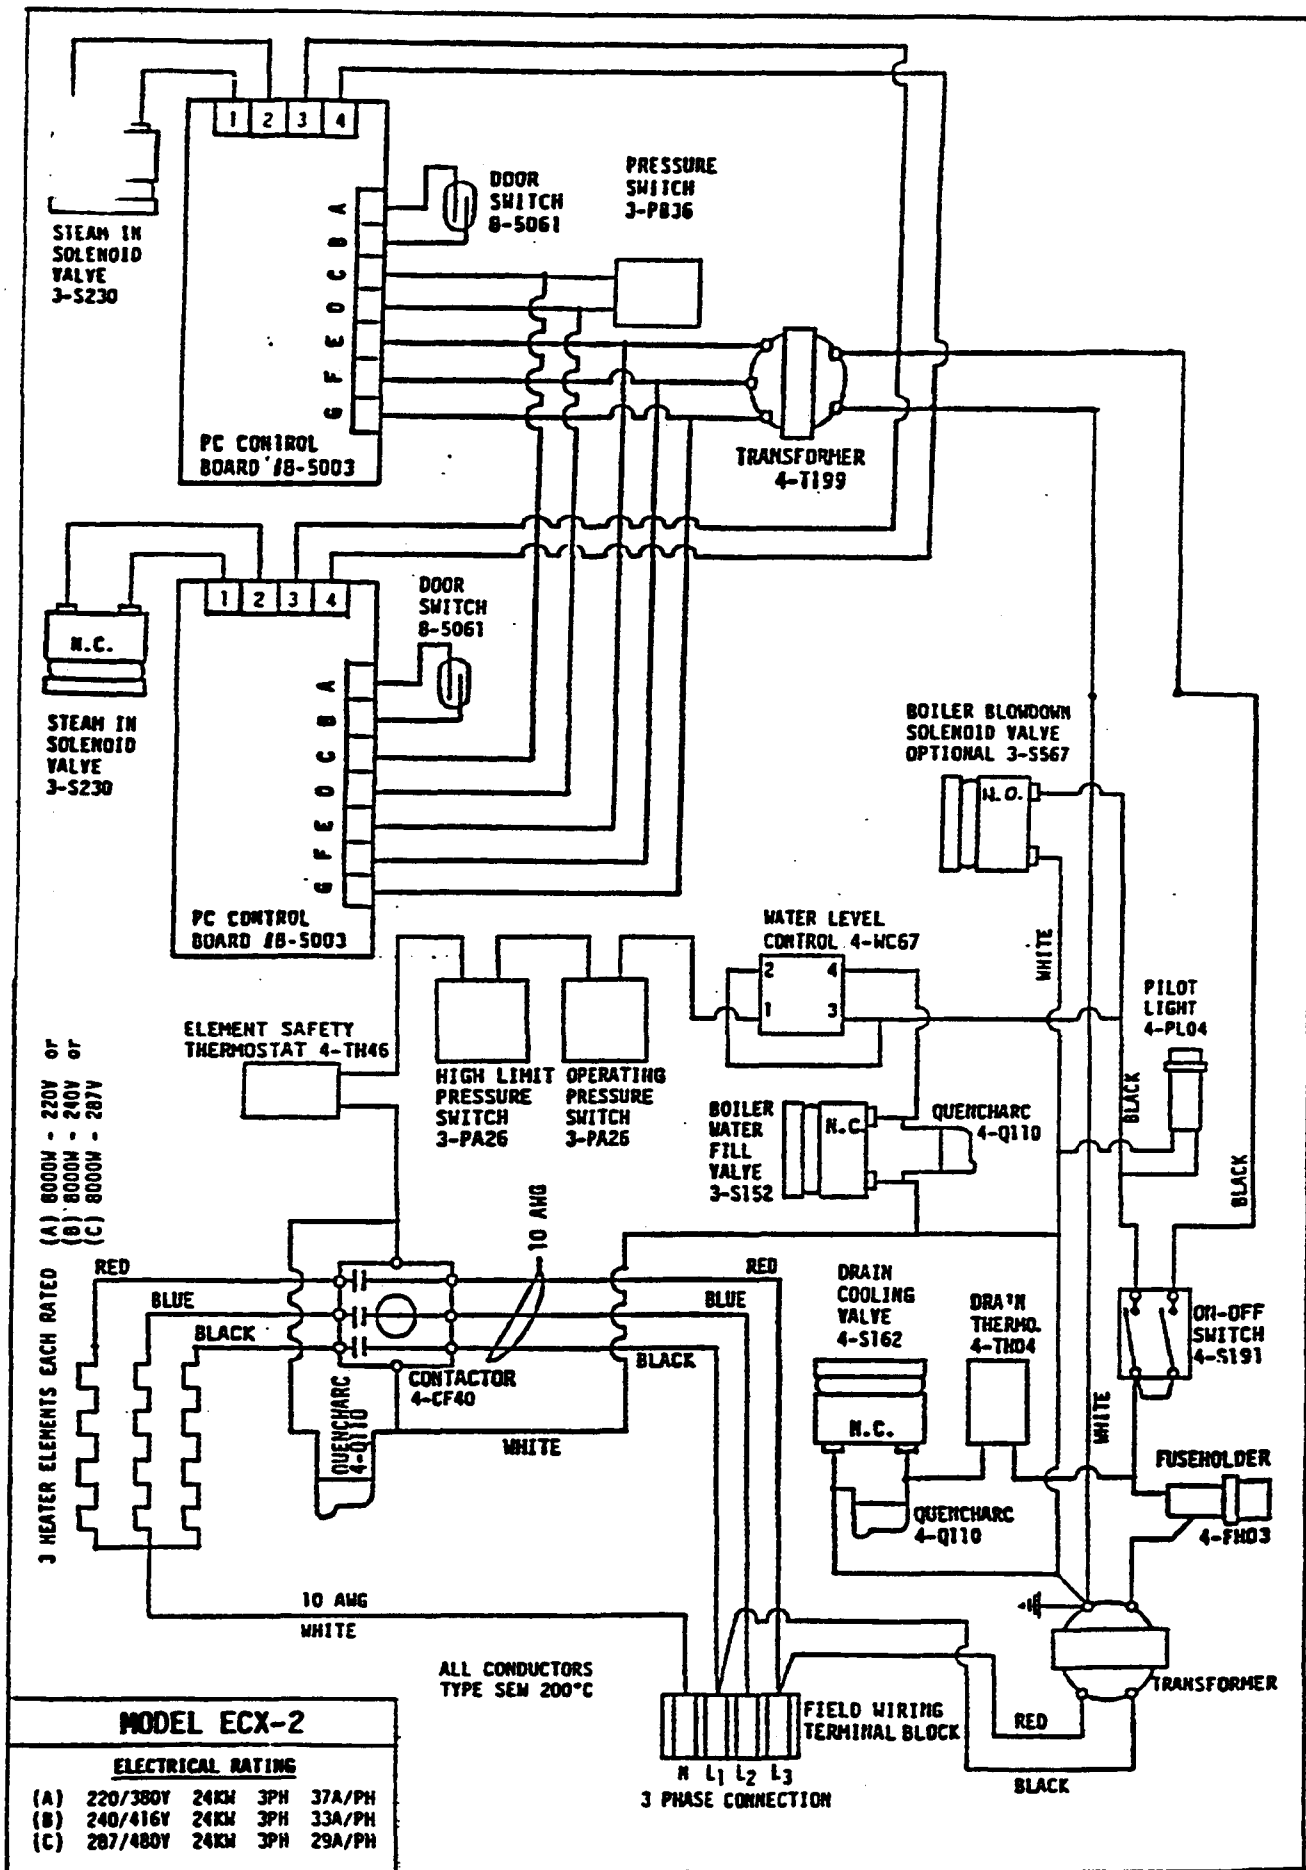 1 2 3 4
DOOR
SWITCH
8-5061
PRESSURE
SWITCH
3-PB36
A
B
C
D
E
F
G
STEAM IN
SOLENOID
VALVE
3-S230
PC CONTROL
BOARD #8-5003
TRANSFORMER
4-T199
1 2 3 4
DOOR
SWITCH
8-5061
N.C.
A
B
C
D
E
F
G
STEAM IN
SOLENOID
VALVE
3-S230
PC CONTROL
BOARD #8-5003
BOILER BLOWDOWN
SOLENOID VALVE
OPTIONAL 3-S567
N.O.
WHITE
WATER LEVEL
CONTROL 4-WC67
2 4
1 3
PILOT
LIGHT
4-PL04
BLACK
BLACK
ELEMENT SAFETY
THERMOSTAT 4-TH46
HIGH LIMIT
PRESSURE
SWITCH
3-PA26
OPERATING
PRESSURE
SWITCH
3-PA26
BOILER
WATER
FILL
VALVE
3-S152
N.C.
QUENCHARC
4-Q110
3 HEATER ELEMENTS EACH RATED
(A) 8000W - 220V or
(B) 8000W - 240V or
(C) 8000W - 287V
RED
BLUE
BLACK
10 AWG
RED
BLUE
BLACK
CONTACTOR
4-CF40
QUENCHARC
4-Q110
WHITE
DRAIN
COOLING
VALVE
4-S162
N.C.
DRAIN
THERMO.
4-TH04
ON-OFF
SWITCH
4-S191
WHITE
QUENCHARC
4-Q110
FUSEHOLDER
4-FH03
10 AWG
WHITE
ALL CONDUCTORS
TYPE SEW 200°C
TRANSFORMER
FIELD WIRING
TERMINAL BLOCK
RED
BLACK
N L1 L2 L3
3 PHASE CONNECTION
MODEL ECX-2
ELECTRICAL RATING
(A) 220/380V 24KW 3PH 37A/PH
(B) 240/416V 24KW 3PH 33A/PH
(C) 287/480V 24KW 3PH 29A/PH